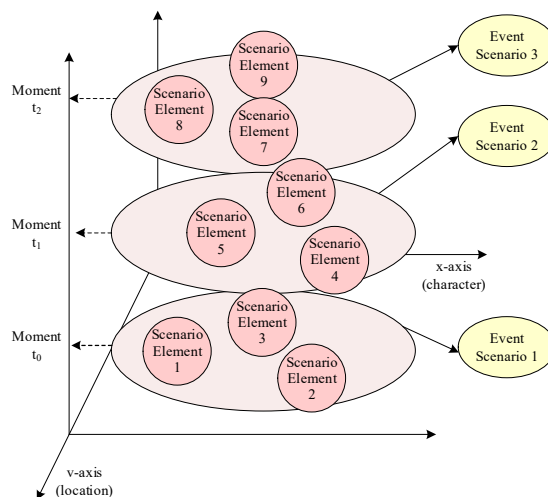 Event
Scenario 3
Scenario
Element
9
Moment
t2
Scenario
Element
8
Scenario
Element
7
Event
Scenario 2
Scenario
Element
6
Moment
t1
Scenario
Element
5
Scenario
Element
4
x-axis
(character)
Scenario
Element
3
Moment
t0
Scenario
Element
1
Event
Scenario 1
Scenario
Element
2
v-axis
(location)